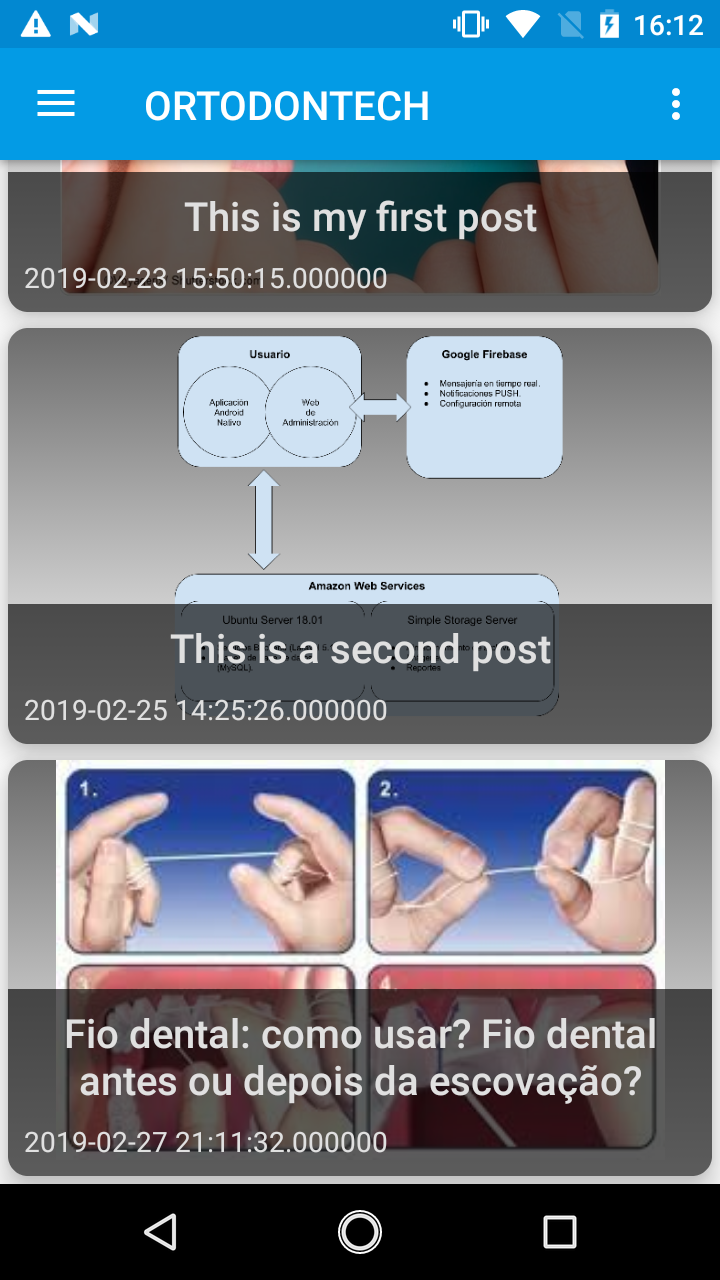 16:12
ORTODONTECH
This is my first post
2019-02-23 15:50:15.000000
Usuario
Google Firebase
Aplicación
Android
Nativo
Web
de
Administración
● Mensajería en tiempo real.
● Notificaciones PUSH.
● Configuración remota
Amazon Web Services
Ubuntu Server 18.01
Simple Storage Server
This is a second post
(MySQL).
● Reportes
2019-02-25 14:25:26.000000
1.
2.
3
4.
Fio dental: como usar? Fio dental
antes ou depois da escovação?
2019-02-27 21:11:32.000000